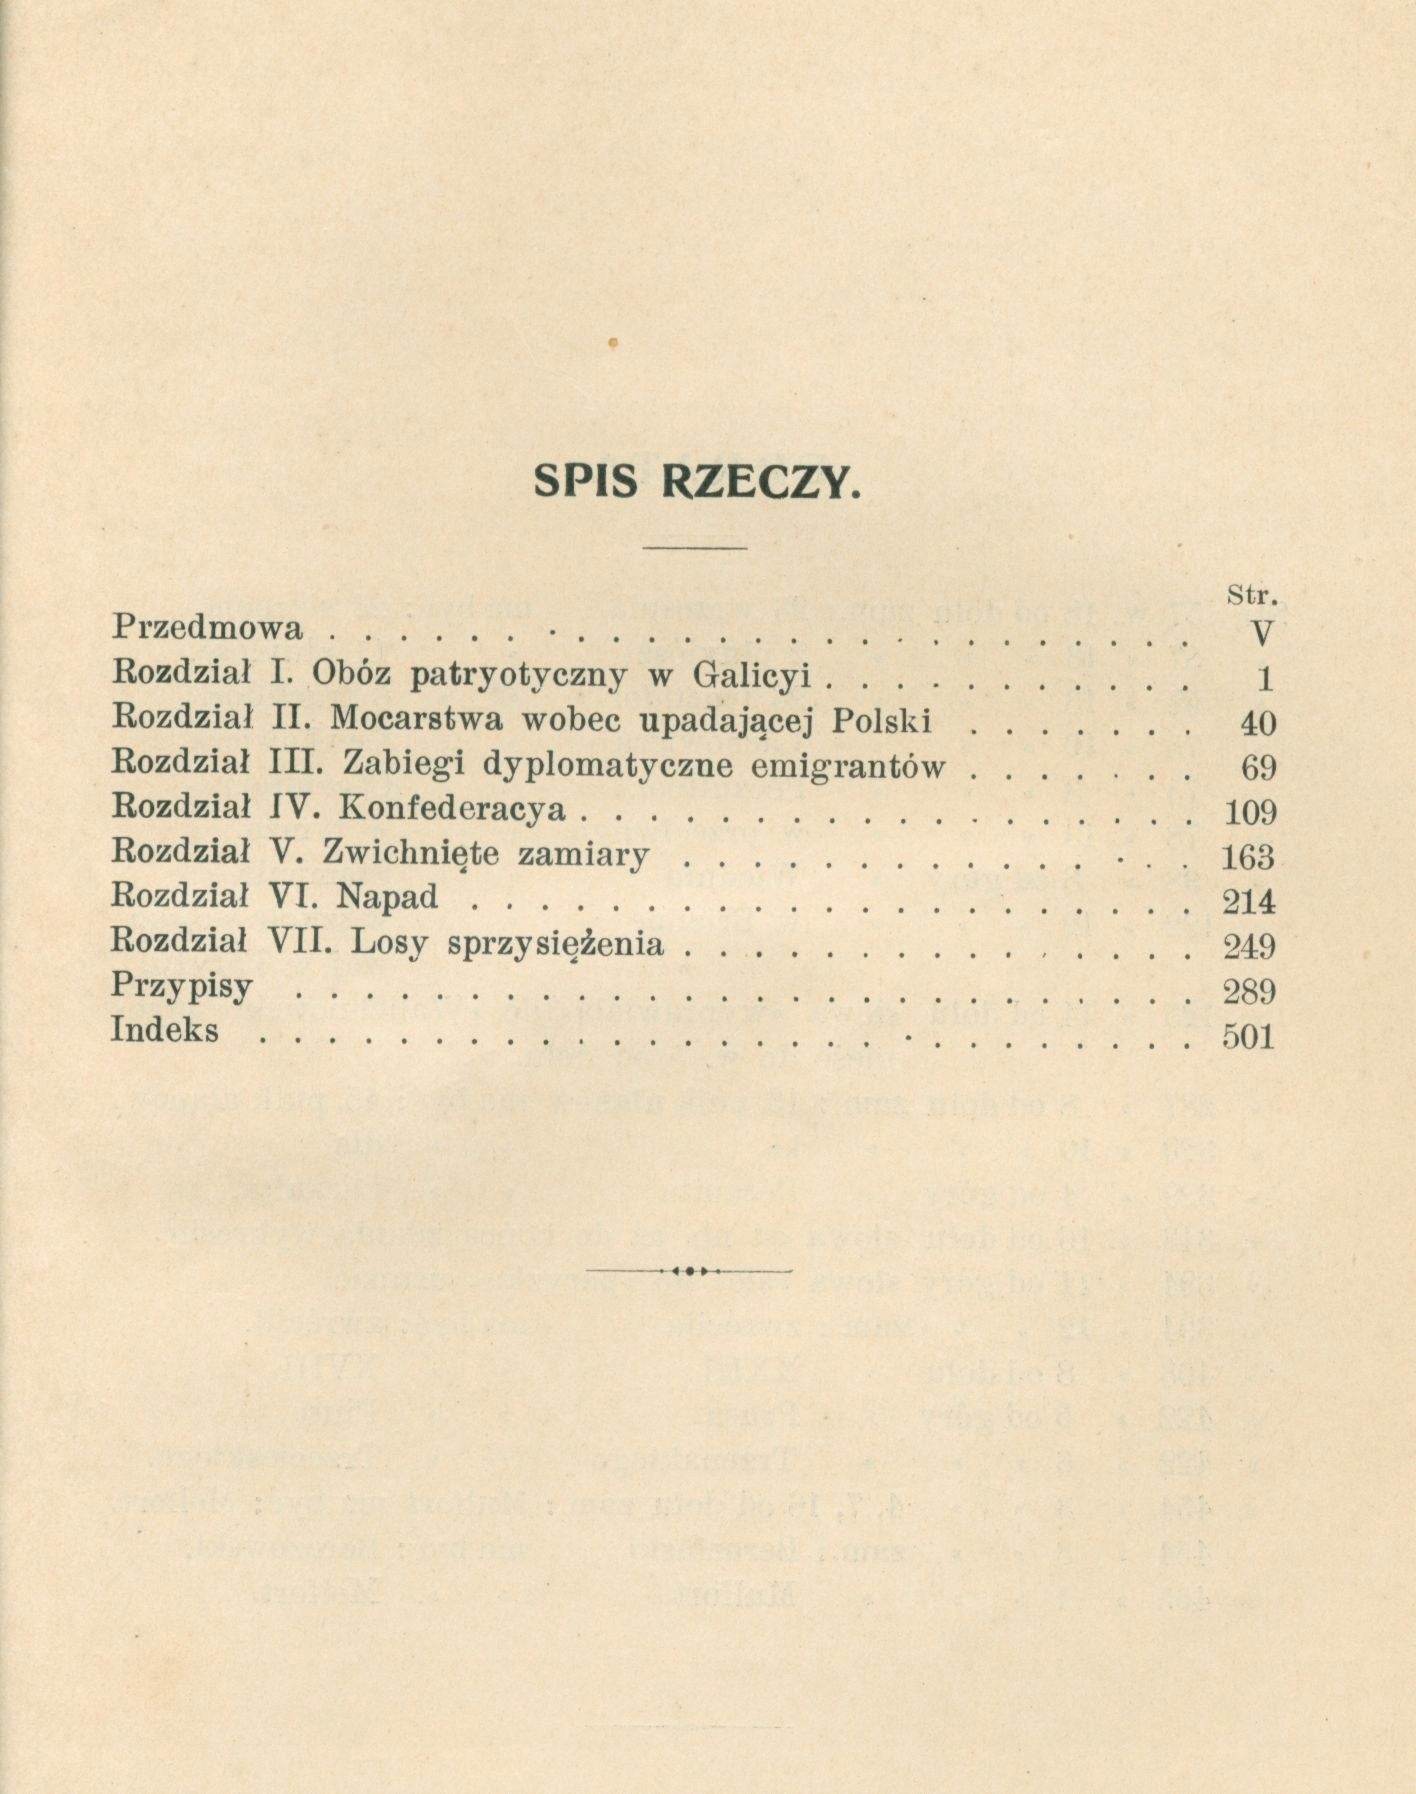 SPIS RZECZY.
Str.
Przedmowa . . . . . . . . . . . . . . . . . . . . . . . . . V
Rozdział I. Obóz patryotyczny w Galicyi . . . . . . . . . . . 1
Rozdział II. Mocarstwa wobec upadającej Polski . . . . . . . 40
Rozdział III. Zabiegi dyplomatyczne emigrantów . . . . . . . 69
Rozdział IV. Konfederacya . . . . . . . . . . . . . . . . . . 109
Rozdział V. Zwichnięte zamiary . . . . . . . . . . . . . . . 163
Rozdział VI. Napad . . . . . . . . . . . . . . . . . . . . . 214
Rozdział VII. Losy sprzysiężenia . . . . . . . . . . . . . . . 249
Przypisy . . . . . . . . . . . . . . . . . . . . . . . . . . 289
Indeks . . . . . . . . . . . . . . . . . . . . . . . . . . . 501